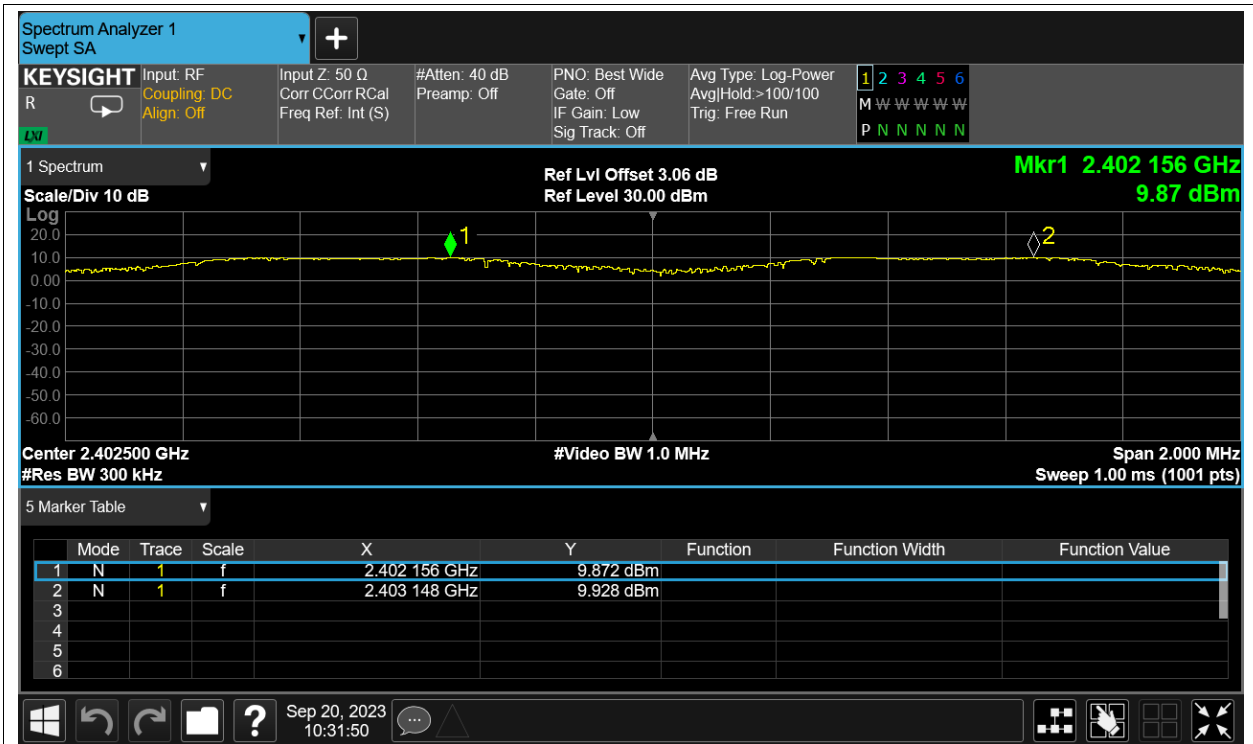 Spectrum Analyzer 1
Swept SA
+
KEYSIGHT
R
LXI
Input: RF
Coupling: DC
Align: Off
Input Z: 50 Ω
Corr CCorr RCal
Freq Ref: Int (S)
#Atten: 40 dB
Preamp: Off
PNO: Best Wide
Gate: Off
IF Gain: Low
Sig Track: Off
Avg Type: Log-Power
Avg|Hold:>100/100
Trig: Free Run
1 2 3 4 5 6
M W W W W W W
P N N N N N N
1 Spectrum
Scale/Div 10 dB
Ref Lvl Offset 3.06 dB
Ref Level 30.00 dBm
Mkr1 2.402 156 GHz
9.87 dBm
Log
20.0
10.0
0.00
-10.0
-20.0
-30.0
-40.0
-50.0
-60.0
1
2
Center 2.402500 GHz
#Video BW 1.0 MHz
Span 2.000 MHz
#Res BW 300 kHz
Sweep 1.00 ms (1001 pts)
5 Marker Table
Mode Trace Scale X Y Function Function Width Function Value
1 N 1 f 2.402 156 GHz 9.872 dBm
2 N 1 f 2.403 148 GHz 9.928 dBm
3
4
5
6
?
Sep 20, 2023
10:31:50